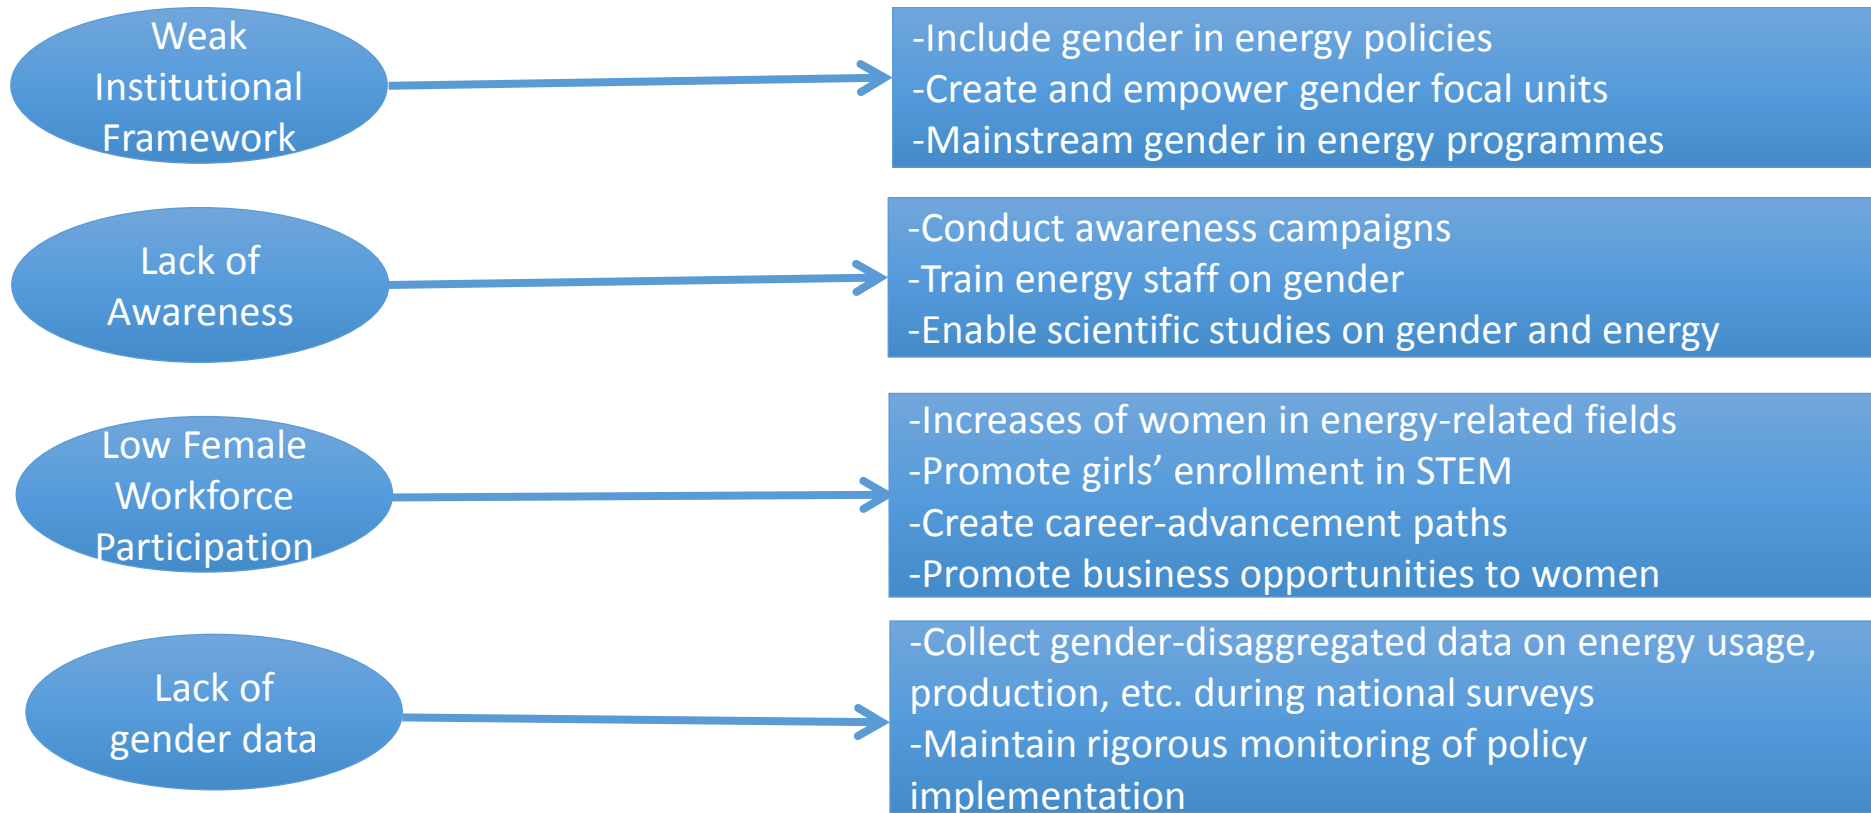 Weak
Institutional
Framework
-Include gender in energy policies
-Create and empower gender focal units
-Mainstream gender in energy programmes
Lack of
Awareness
-Conduct awareness campaigns
-Train energy staff on gender
-Enable scientific studies on gender and energy
Low Female
Workforce
Participation
-Increases of women in energy-related fields
-Promote girls’ enrollment in STEM
-Create career-advancement paths
-Promote business opportunities to women
Lack of
gender data
-Collect gender-disaggregated data on energy usage,
production, etc. during national surveys
-Maintain rigorous monitoring of policy
implementation